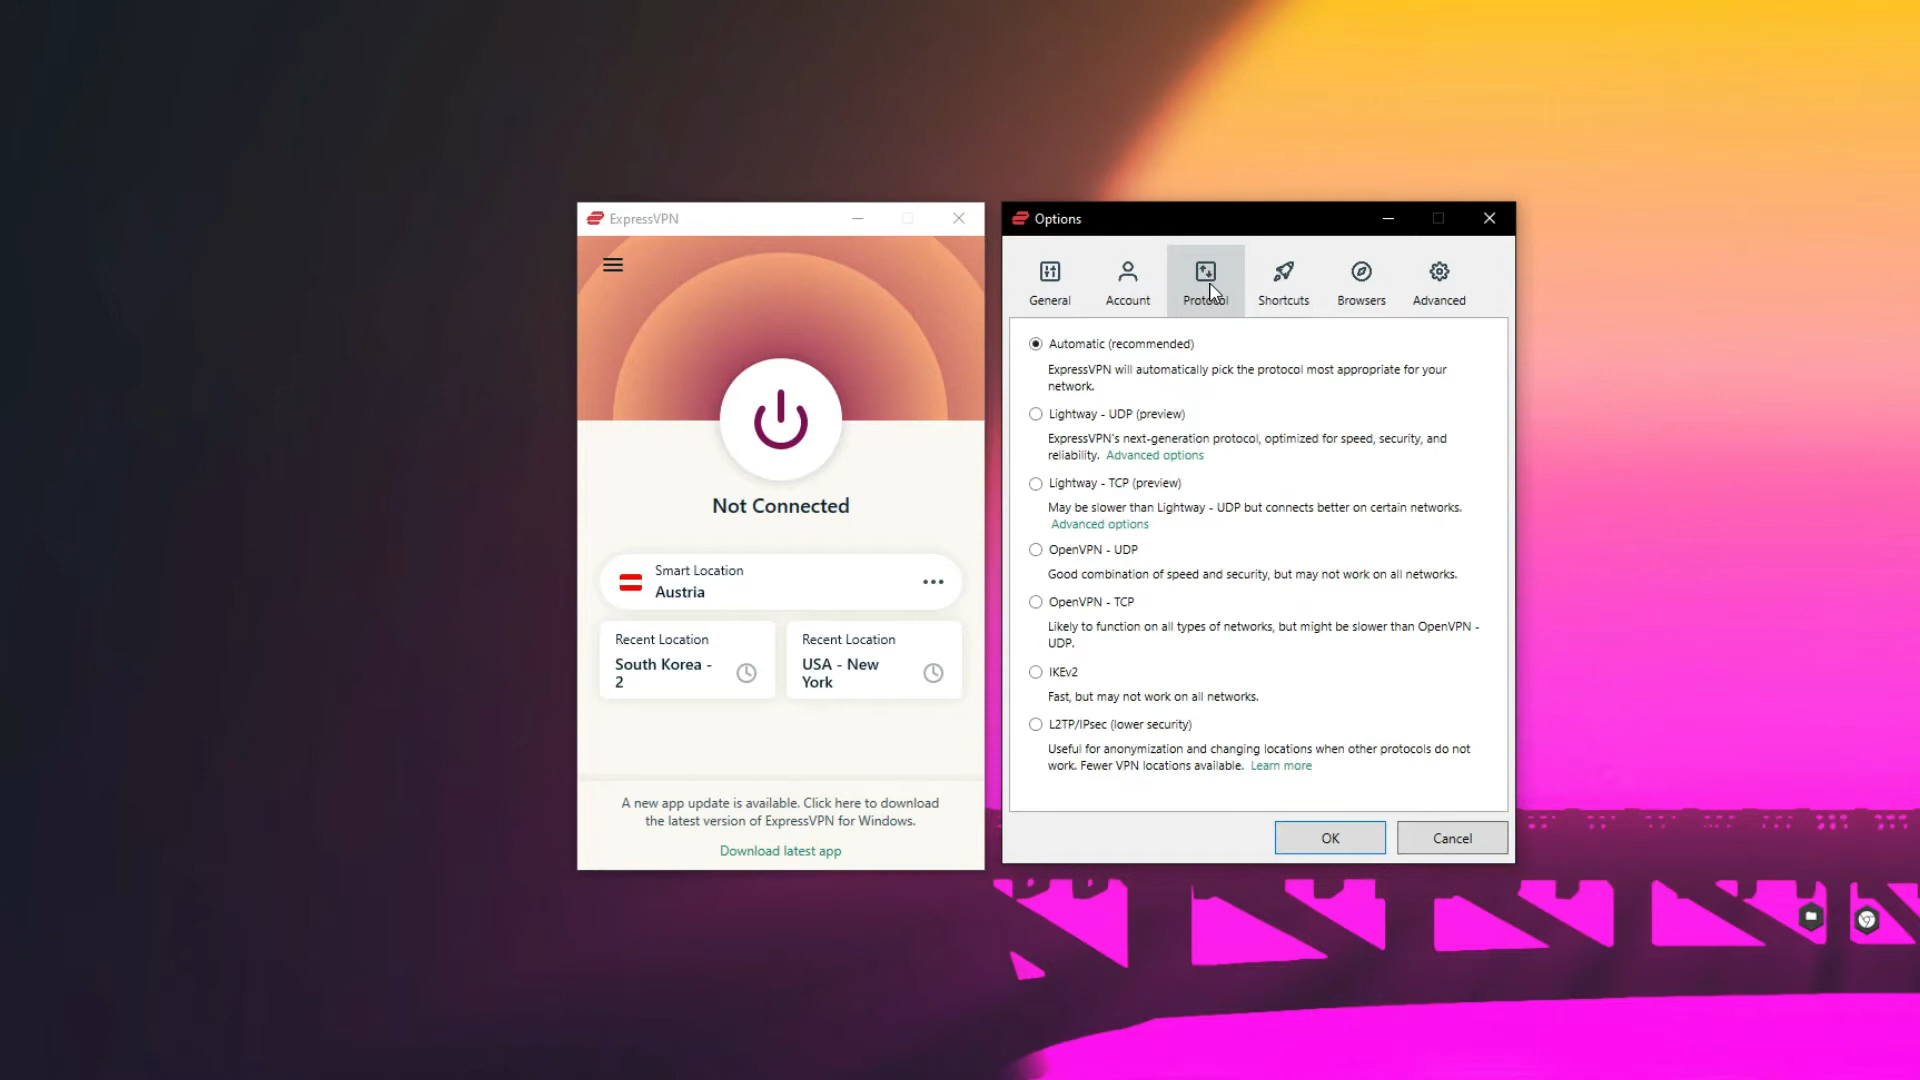 ExpressVPN
Not Connected
Smart Location
Austria
Recent Location
South Korea -
2
Recent Location
USA - New
York
A new app update is available. Click here to download
the latest version of ExpressVPN for Windows.
Download latest app
Options
General
Account
Protocol
Shortcuts
Browsers
Advanced
Automatic (recommended)
ExpressVPN will automatically pick the protocol most appropriate for your
network.
Lightway - UDP (preview)
ExpressVPN's next-generation protocol, optimized for speed, security, and
reliability. Advanced options
Lightway - TCP (preview)
May be slower than Lightway - UDP but connects better on certain networks.
Advanced options
OpenVPN - UDP
Good combination of speed and security, but may not work on all networks.
OpenVPN - TCP
Likely to function on all types of networks, but might be slower than OpenVPN -
UDP.
IKEv2
Fast, but may not work on all networks.
L2TP/IPsec (lower security)
Useful for anonymization and changing locations when other protocols do not
work. Fewer VPN locations available. Learn more
OK
Cancel